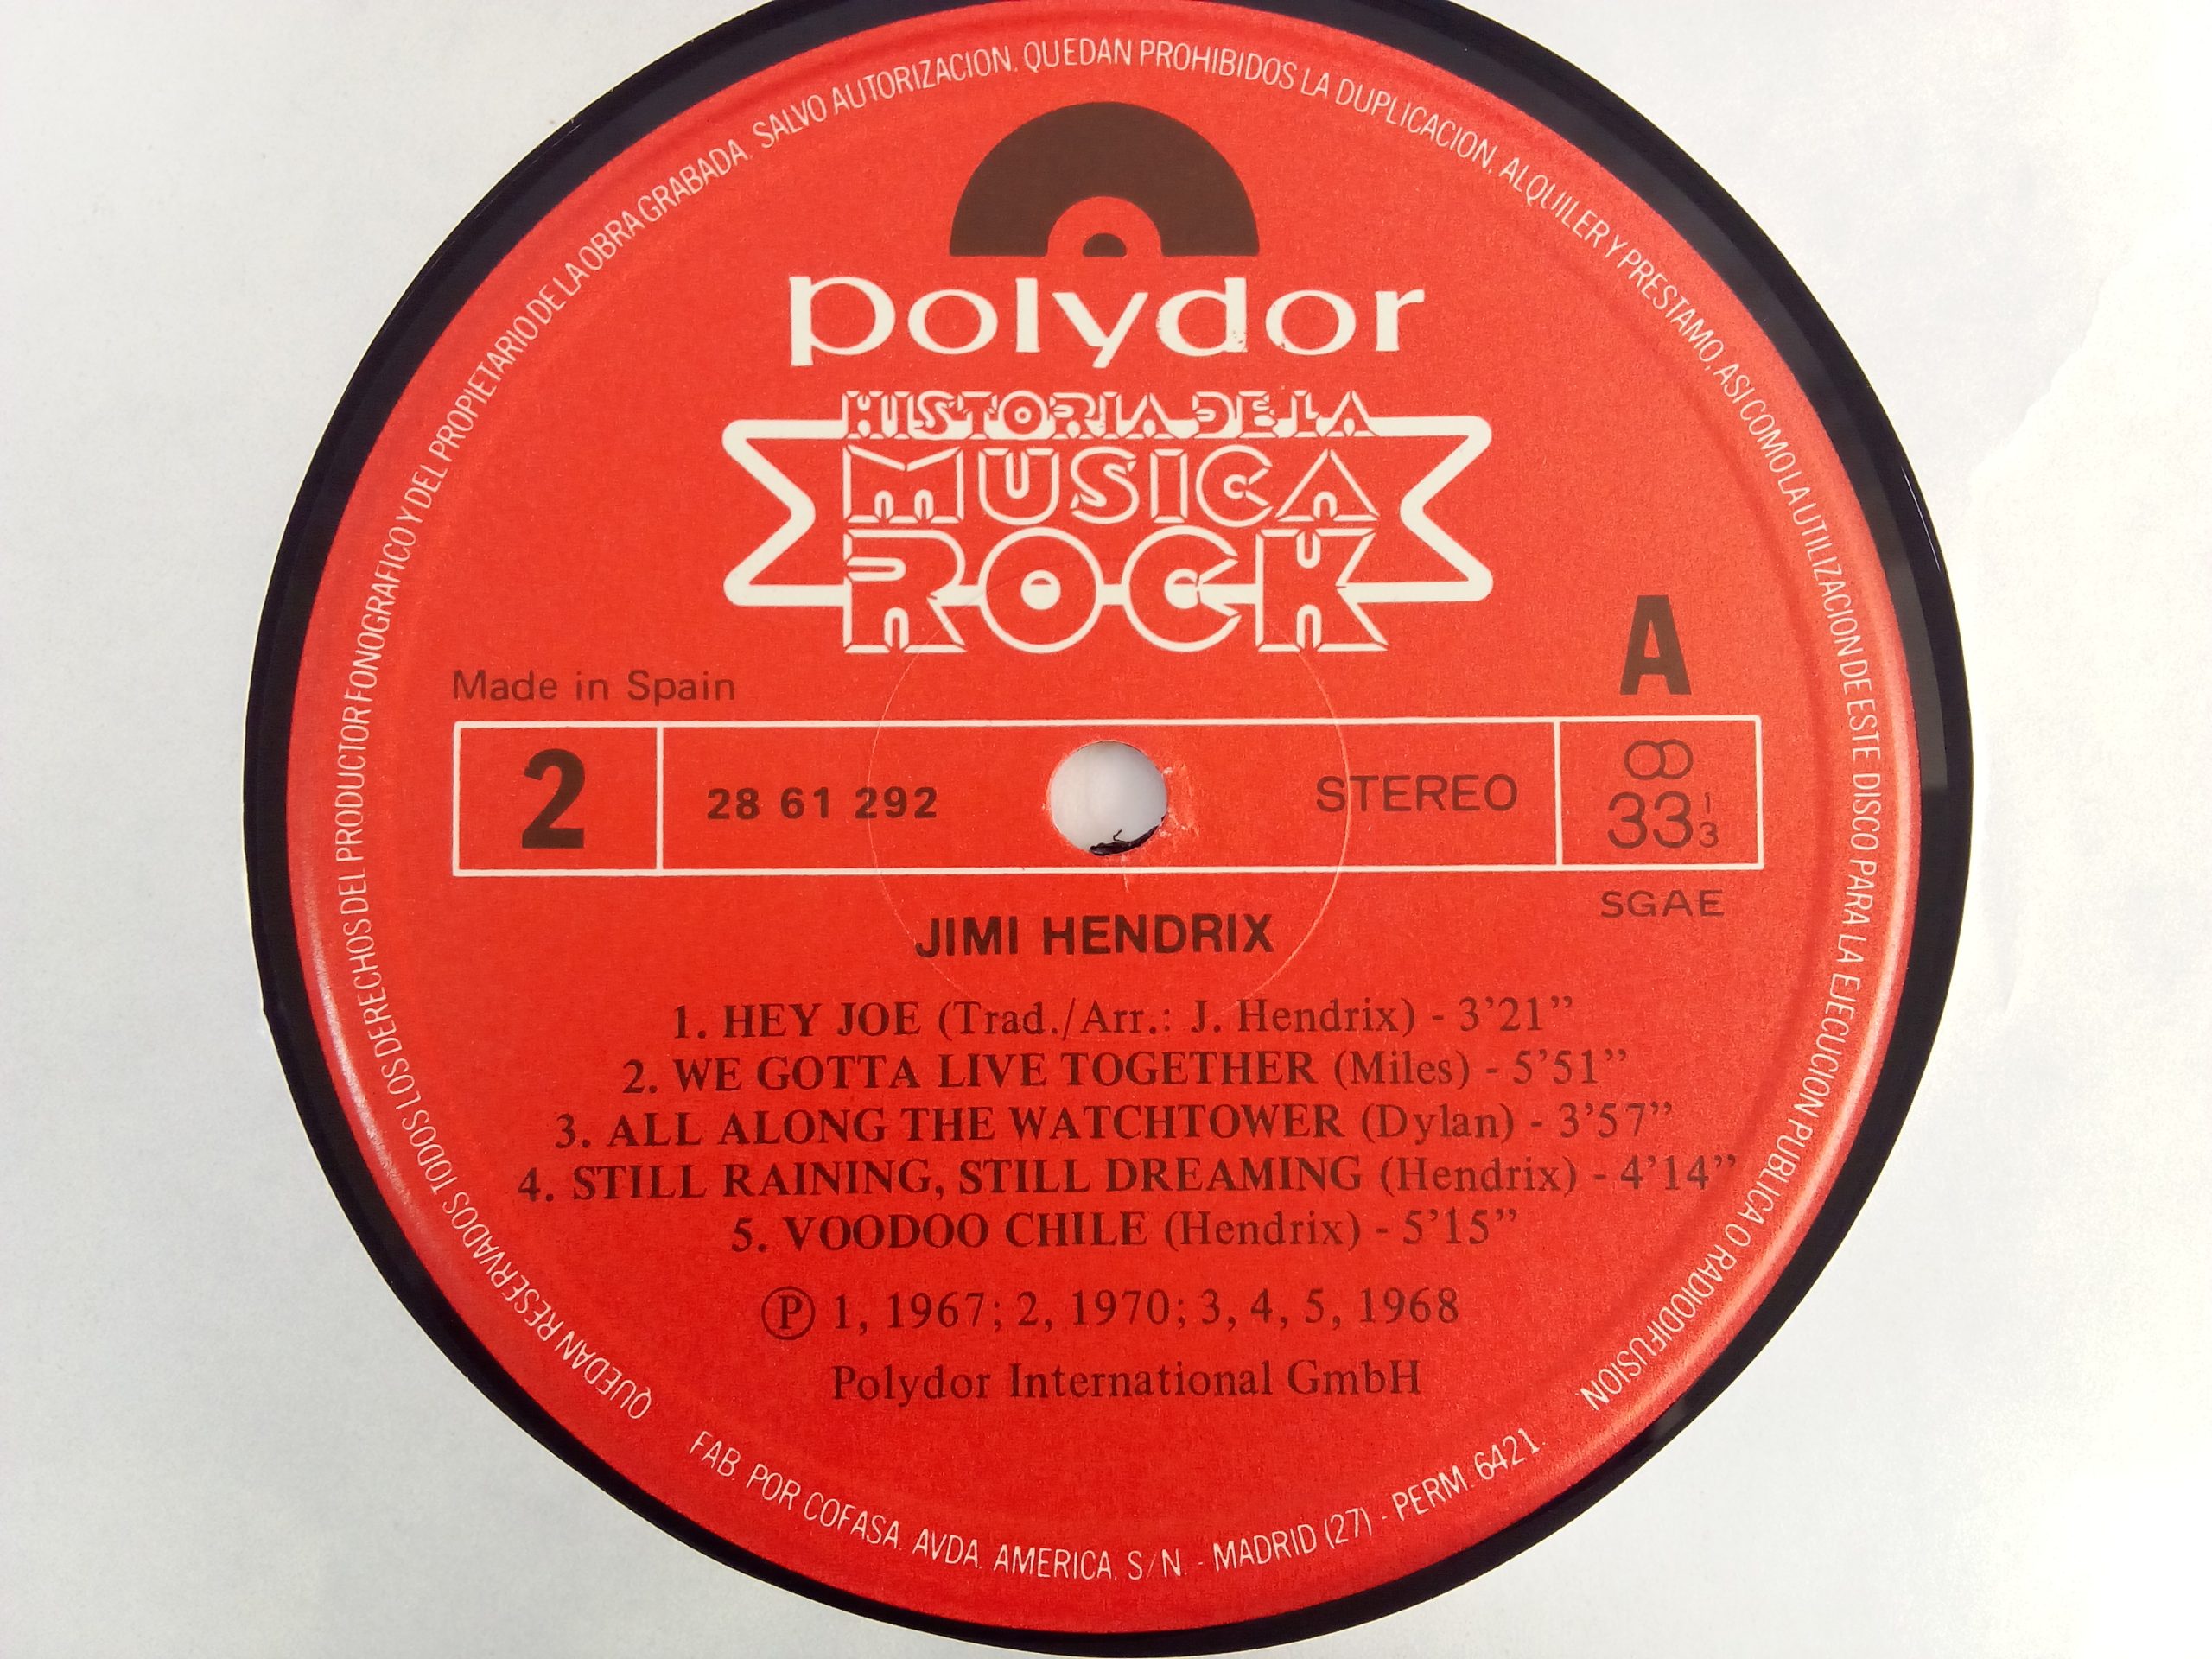 QUEDAN RESERVADOS TODOS LOS DERECHOS DEL PRODUCTOR FONOGRAFICO Y DEL PROPIETARIO DE LA OBRA GRABADA. SALVO AUTORIZACION. QUEDAN PROHIBIDOS LA DUPLICACION, ALQUILER Y PRESTAMO, ASI COMO LA UTILIZACION DE ESTE DISCO PARA LA EJECUCION PUBLICA O RADIODIFUSION
polydor
HISTORIA DE LA
MUSICA
ROCK
A
Made in Spain
2 28 61 292 STEREO 33 1/3
SGAE
JIMI HENDRIX
1. HEY JOE (Trad./Arr.: J. Hendrix) - 3'21”
2. WE GOTTA LIVE TOGETHER (Miles) - 5'51”
3. ALL ALONG THE WATCHTOWER (Dylan) - 3'57”
4. STILL RAINING, STILL DREAMING (Hendrix) - 4'14”
5. VOODOO CHILE (Hendrix) - 5'15”
Ⓟ 1, 1967; 2, 1970; 3, 4, 5, 1968
Polydor International GmbH
FAB. POR COFASA. AVDA. AMERICA. S/N. - MADRID (27) - PERM. 6421.